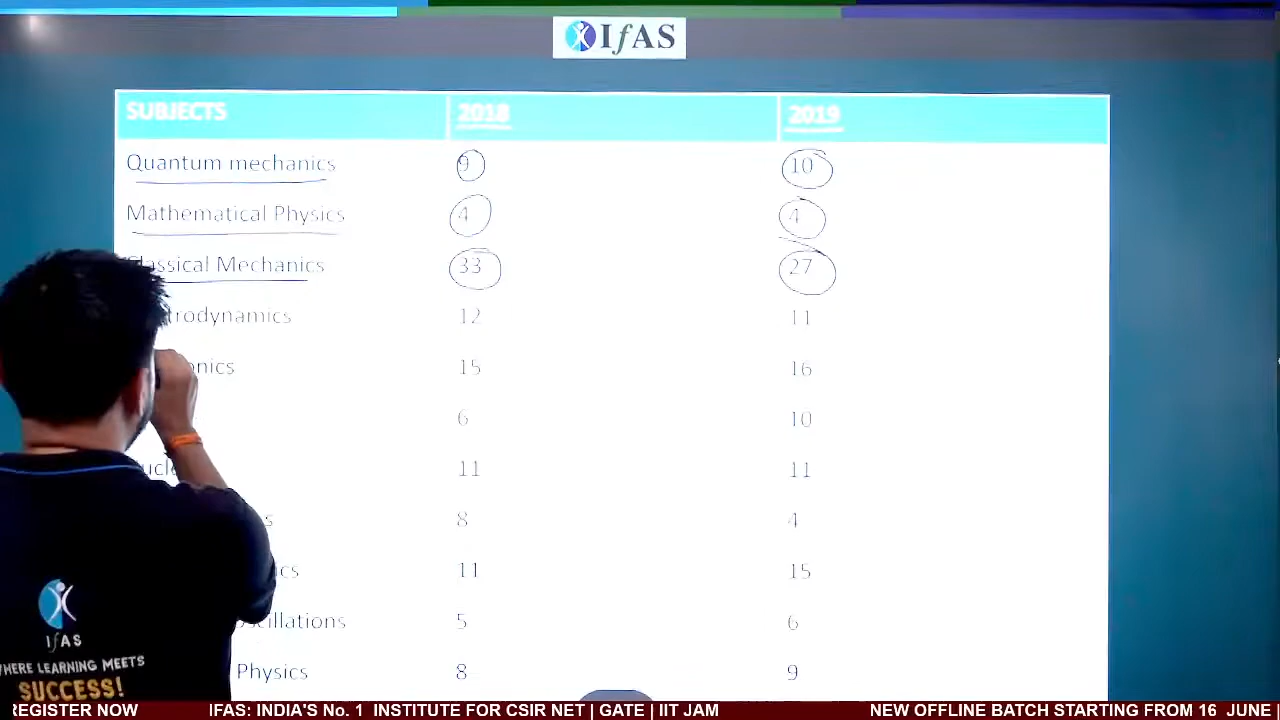 IfAS
SUBJECTS 2018 2019
Quantum mechanics 9 10
Mathematical Physics 4 4
Classical Mechanics 33 27
trodynamics 12 11
onics 15 16
6 10
11 11
s 8 4
cs 11 15
scillations 5 6
Physics 8 9
IfAS
WHERE LEARNING MEETS
SUCCESS!
REGISTER NOW IFAS: INDIA'S No. 1 INSTITUTE FOR CSIR NET | GATE | IIT JAM NEW OFFLINE BATCH STARTING FROM 16 JUNE |